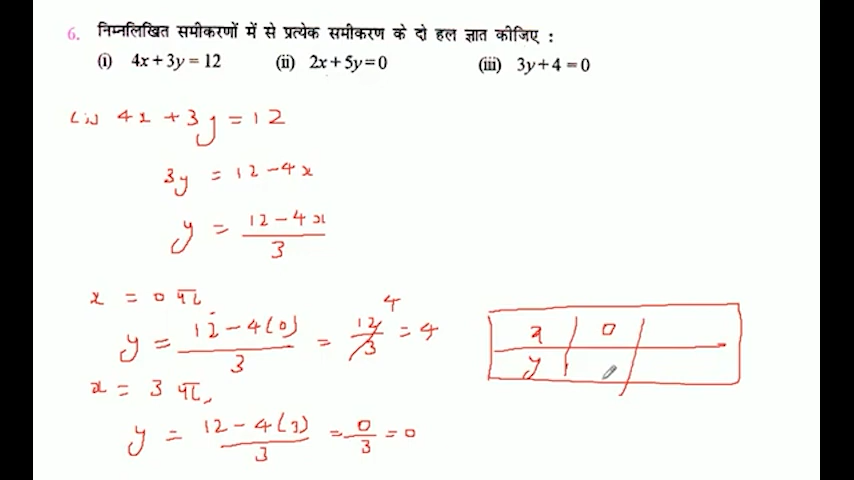 6. निम्नलिखित समीकरणों में से प्रत्येक समीकरण के दो हल ज्ञात कीजिए :
(i) 4x + 3y = 12 (ii) 2x + 5y = 0 (iii) 3y + 4 = 0
(i) 4x + 3y = 12
3y = 12 - 4x
y = (12 - 4x)/3
x = 0 पर,
y = (12 - 4(0))/3 = 12/3 = 4
4
x = 3 पर,
y = (12 - 4(3))/3 = 0/3 = 0
x | 0
y |